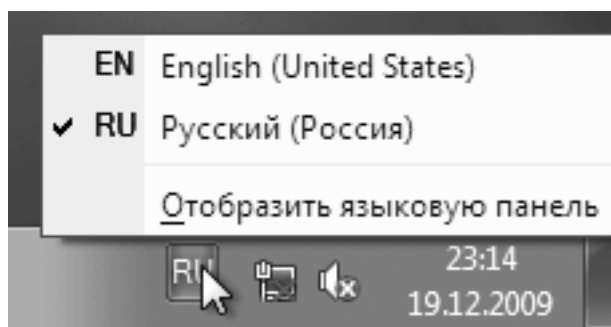 EN English (United States)
RU Русский (Россия)
Отобразить языковую панель
RU
23:14
19.12.2009